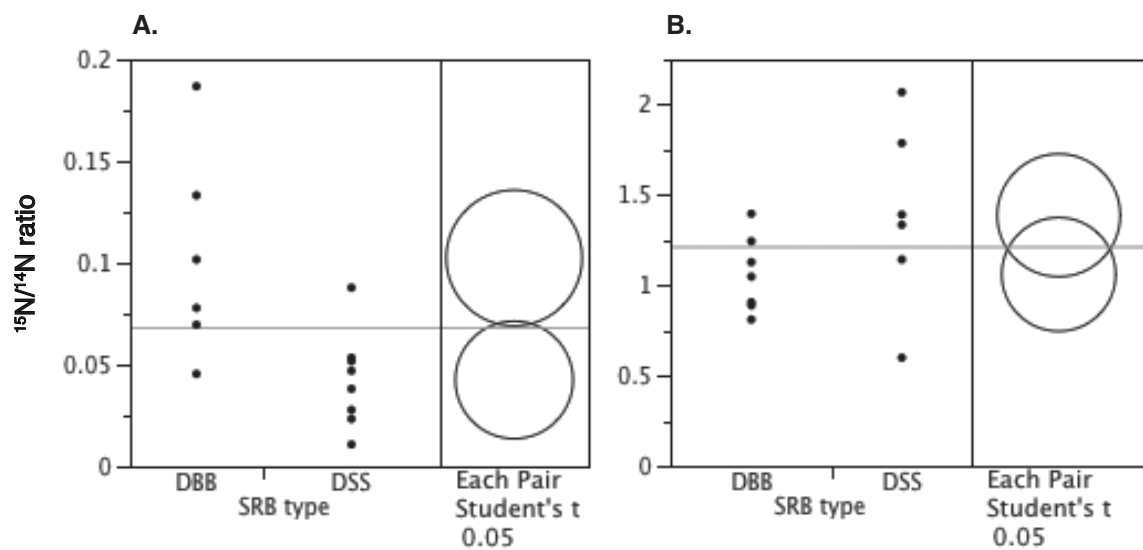 A.
B.
¹⁵N/¹⁴N ratio
0.2
0.15
0.1
0.05
0
DBB
DSS
SRB type
Each Pair
Student's t
0.05
2
1.5
1
0.5
0
DBB
DSS
SRB type
Each Pair
Student's t
0.05